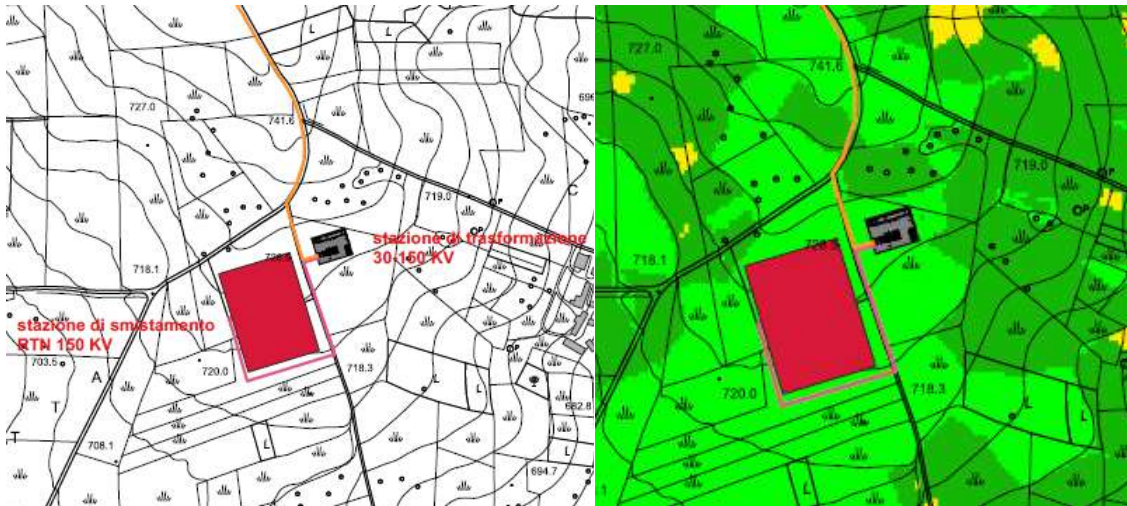 L
L
727.0
741.6
696
719.0
C
P
stazione di trasformazione
30-150 KV
718.1
stazione di smistamento
RTN 150 KV
703.5
A
720.0
718.3
P
T
T
708.1
L
L
L
L
682.8
L
694.7
727.0
741.6
719.0
P
718.1
P
720.0
718.3
L
L
1